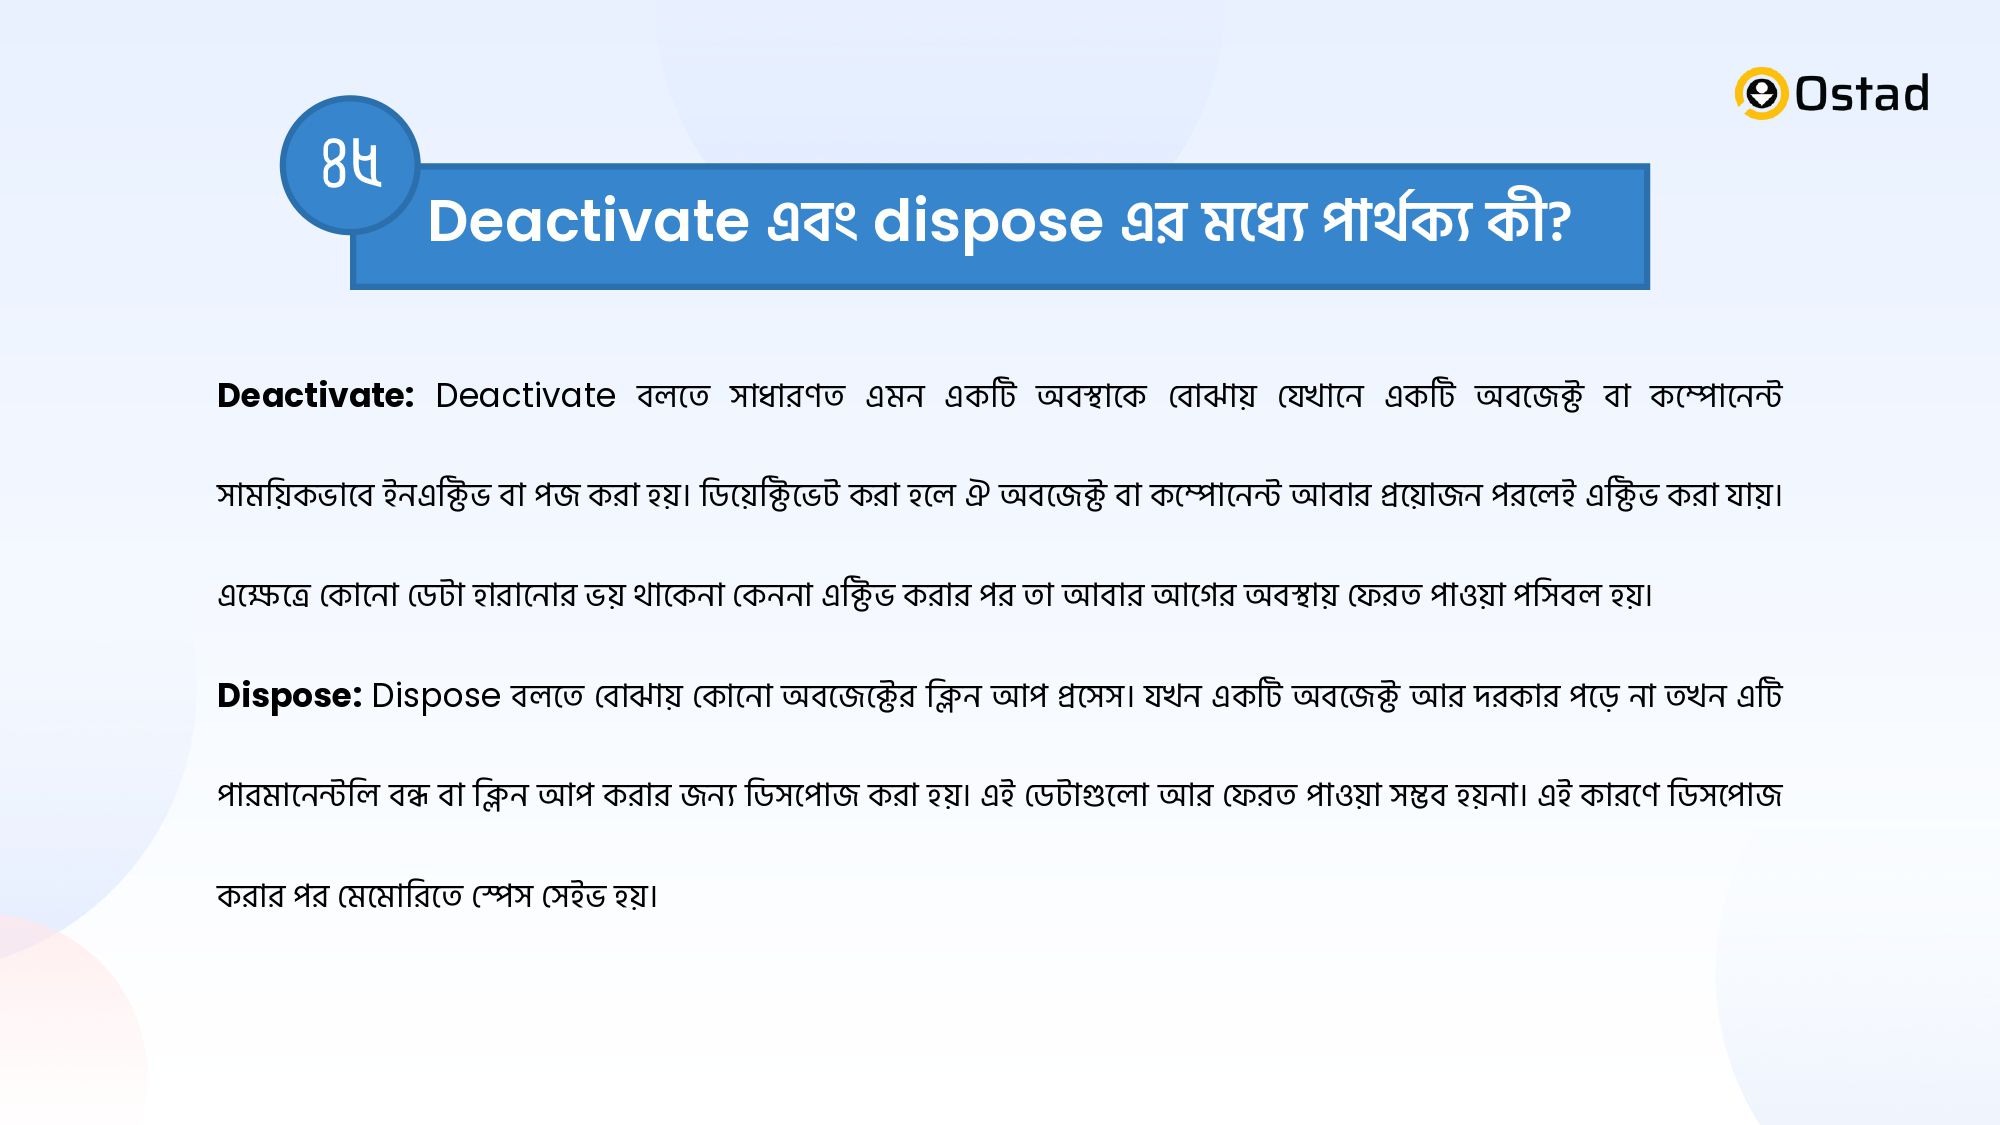 Ostad
৪৫
Deactivate এবং dispose এর মধ্যে পার্থক্য কী?
Deactivate: Deactivate বলতে সাধারণত এমন একটি অবস্থাকে বোঝায় যেখানে একটি অবজেক্ট বা কম্পোনেন্ট
সাময়িকভাবে ইনএক্টিভ বা পজ করা হয়। ডিয়েক্টিভেট করা হলে ঐ অবজেক্ট বা কম্পোনেন্ট আবার প্রয়োজন পরলেই এক্টিভ করা যায়।
এক্ষেত্রে কোনো ডেটা হারানোর ভয় থাকেনা কেননা এক্টিভ করার পর তা আবার আগের অবস্থায় ফেরত পাওয়া পসিবল হয়।
Dispose: Dispose বলতে বোঝায় কোনো অবজেক্টের ক্লিন আপ প্রসেস। যখন একটি অবজেক্ট আর দরকার পড়ে না তখন এটি
পারমানেন্টলি বন্ধ বা ক্লিন আপ করার জন্য ডিসপোজ করা হয়। এই ডেটাগুলো আর ফেরত পাওয়া সম্ভব হয়না। এই কারণে ডিসপোজ
করার পর মেমোরিতে স্পেস সেইভ হয়।